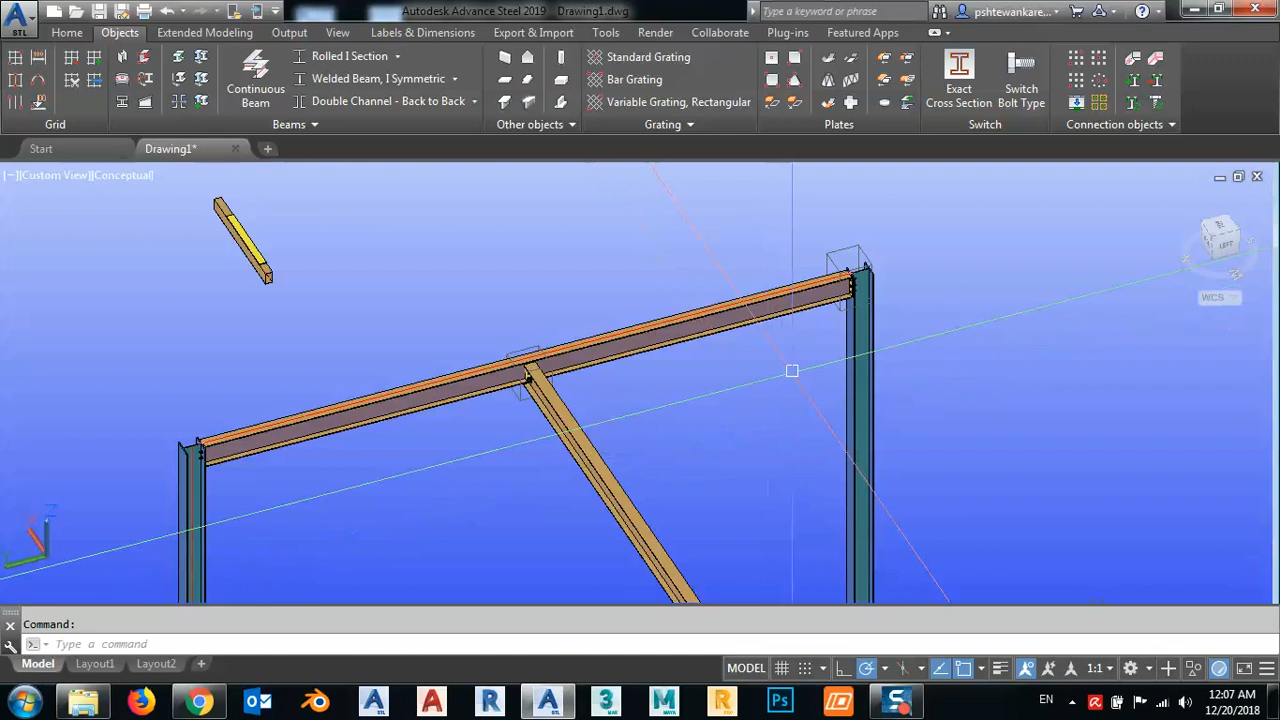 Autodesk Advance Steel 2019 Drawing1.dwg
Type a keyword or phrase
pshtewankare...
STL
Home Objects Extended Modeling Output View Labels & Dimensions Export & Import Tools Render Collaborate Plug-ins Featured Apps
Continuous
Beam
Rolled I Section
Welded Beam, I Symmetric
Double Channel - Back to Back
Standard Grating
Bar Grating
Variable Grating, Rectangular
Exact
Cross Section
Switch
Bolt Type
Grid Beams Other objects Grating Plates Switch Connection objects
Start Drawing1*
[−][Custom View][Conceptual]
LEFT
WCS
Z
Command:
Type a command
Model Layout1 Layout2
MODEL 1:1
EN 12:07 AM
12/20/2018